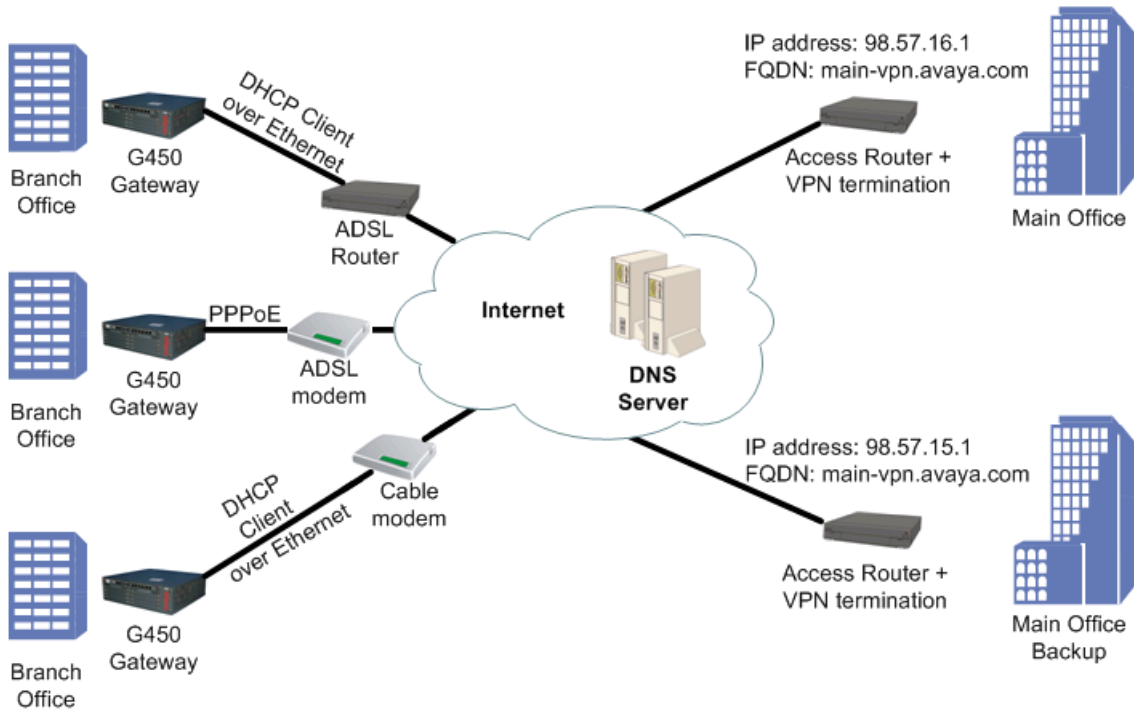 Branch
Office
G450
Gateway
DHCP Client
over Ethernet
ADSL
Router
Branch
Office
G450
Gateway
PPPoE
ADSL
modem
Branch
Office
G450
Gateway
DHCP
Client
over Ethernet
Cable
modem
Internet
DNS
Server
IP address: 98.57.16.1
FQDN: main-vpn.avaya.com
Access Router +
VPN termination
Main Office
IP address: 98.57.15.1
FQDN: main-vpn.avaya.com
Access Router +
VPN termination
Main Office
Backup